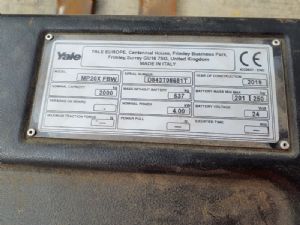 Yale
YALE EUROPE, Centennial House, Frimley Business Park,
Frimley, Surrey GU16 7SG, United Kingdom
MADE IN ITALY
CE
MODEL SERIAL NUMBER YEAR OF CONSTRUCTION
MP20X FBW 2019
NOMINAL CAPACITY MASS WITHOUT BATTERY BATTERY MASS MIN MAX
2000 537 201 250
NOMINAL POWER BATTERY VOLTAGE
4.00 24